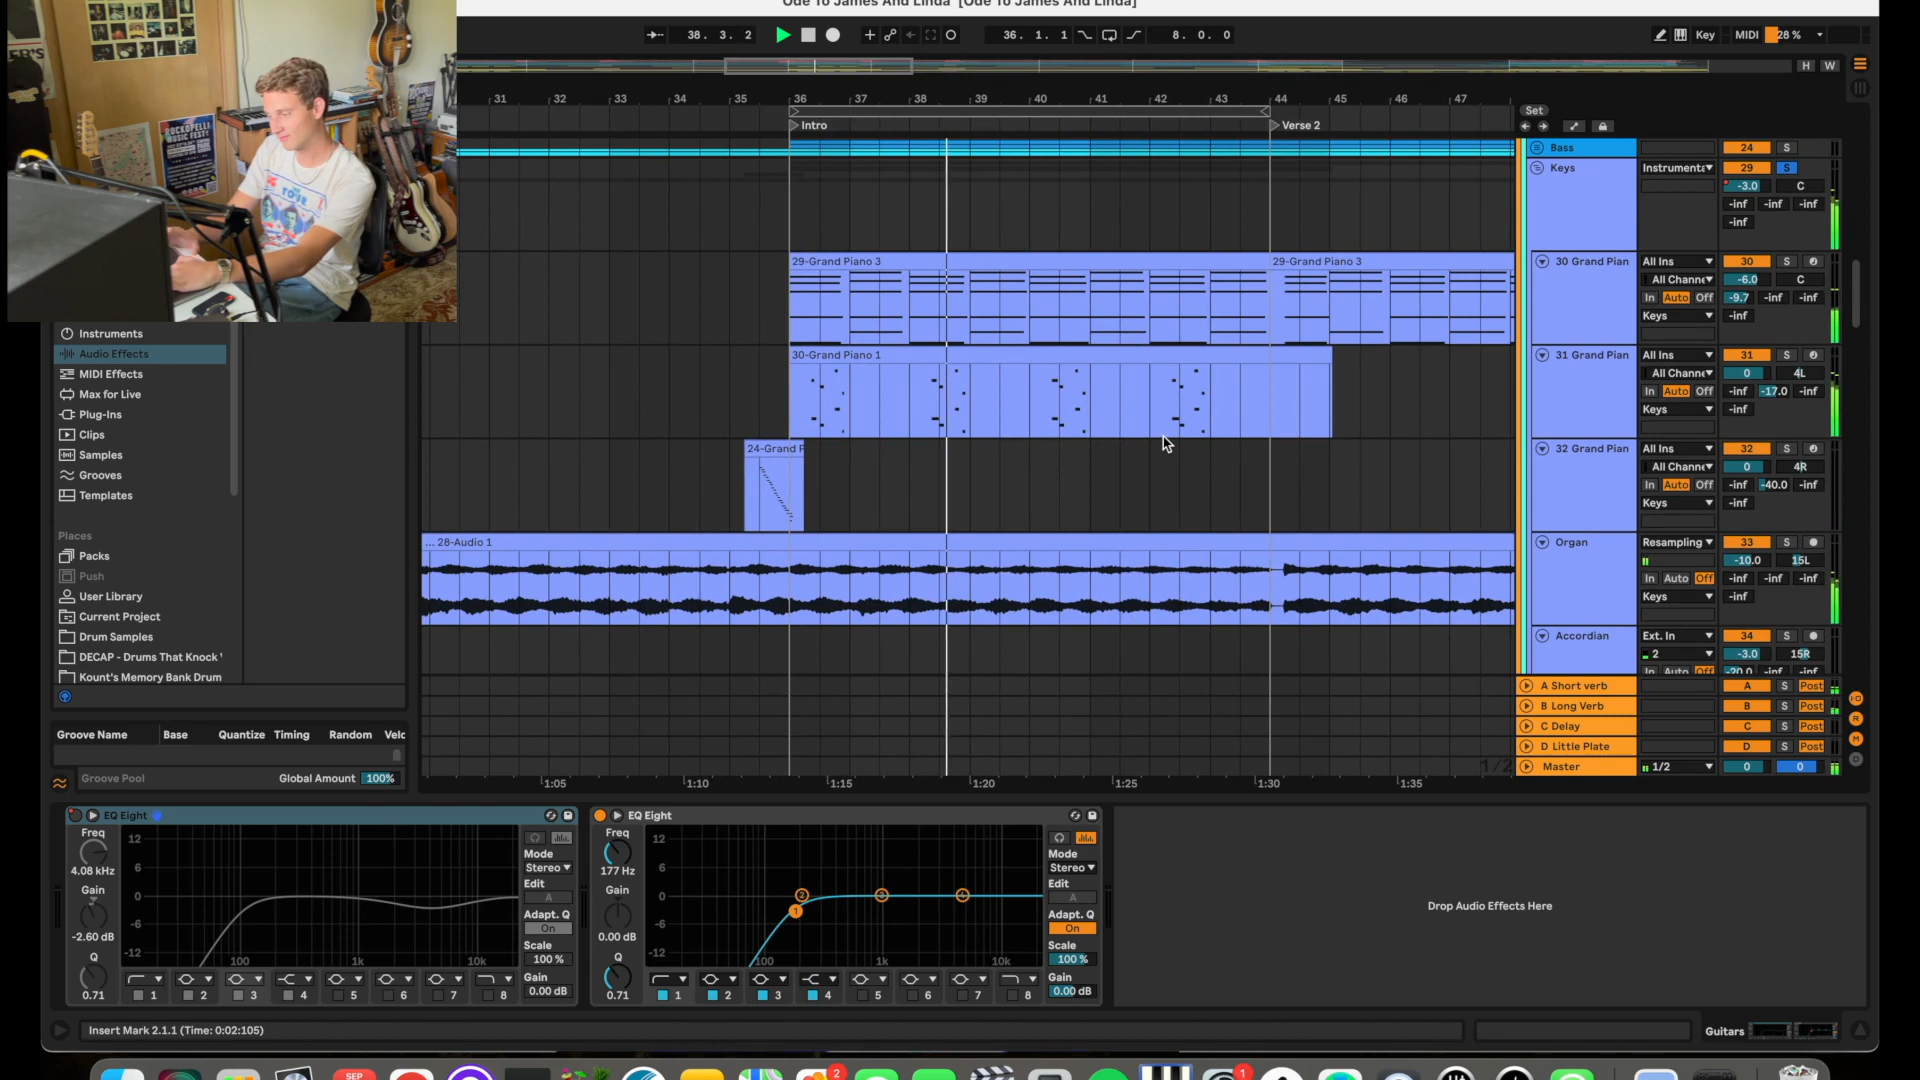 Ode To James And Linda [Ode To James And Linda]
38. 3. 2
36. 1. 1
8. 0. 0
Key
MIDI
28 %
H
W
31
32
33
34
35
36
37
38
39
40
41
42
43
44
45
46
47
Set
Intro
Verse 2
ROCKOPELLI
MUSIC FEST!
Bass
24
S
Keys
Instrumente
29
S
-3.0
C
-inf
-inf
-inf
-inf
29-Grand Piano 3
29-Grand Piano 3
30 Grand Pian
All Ins
30
S
All Channe
-6.0
C
In
Auto
Off
-9.7
-inf
-inf
Keys
-inf
30-Grand Piano 1
31 Grand Pian
All Ins
31
S
All Channe
0
4L
In
Auto
Off
-inf
-17.0
-inf
Keys
-inf
24-Grand P
32 Grand Pian
All Ins
32
S
All Channe
0
4R
In
Auto
Off
-inf
-40.0
-inf
Keys
-inf
... 28-Audio 1
Organ
Resampling
33
S
-10.0
15L
In
Auto
Off
-inf
-inf
-inf
Keys
-inf
Accordian
Ext. In
34
S
2
-3.0
15R
In
Auto
Off
-20.0
-inf
-inf
A Short verb
A
S
Post
B Long Verb
B
S
Post
C Delay
C
S
Post
D Little Plate
D
S
Post
1/2
Master
1/2
0
0
Instruments
Audio Effects
MIDI Effects
Max for Live
Plug-Ins
Clips
Samples
Grooves
Templates
Places
Packs
Push
User Library
Current Project
Drum Samples
DECAP - Drums That Knock
Kount's Memory Bank Drum
Groove Name
Base
Quantize
Timing
Random
Velc
Groove Pool
Global Amount
100%
1:05
1:10
1:15
1:20
1:25
1:30
1:35
EQ Eight
Freq
4.08 kHz
Gain
-2.60 dB
Q
0.71
12
6
0
-6
-12
100
1k
10k
Mode
Stereo
Edit
A
Adapt. Q
On
Scale
100 %
Gain
0.00 dB
1
2
3
4
5
6
7
8
EQ Eight
Freq
177 Hz
Gain
0.00 dB
Q
0.71
12
6
0
-6
-12
100
1k
10k
1
2
3
4
Mode
Stereo
Edit
A
Adapt. Q
On
Scale
100 %
Gain
0.00 dB
1
2
3
4
5
6
7
8
Drop Audio Effects Here
Insert Mark 2.1.1 (Time: 0:02:105)
Guitars
SEP
2
1